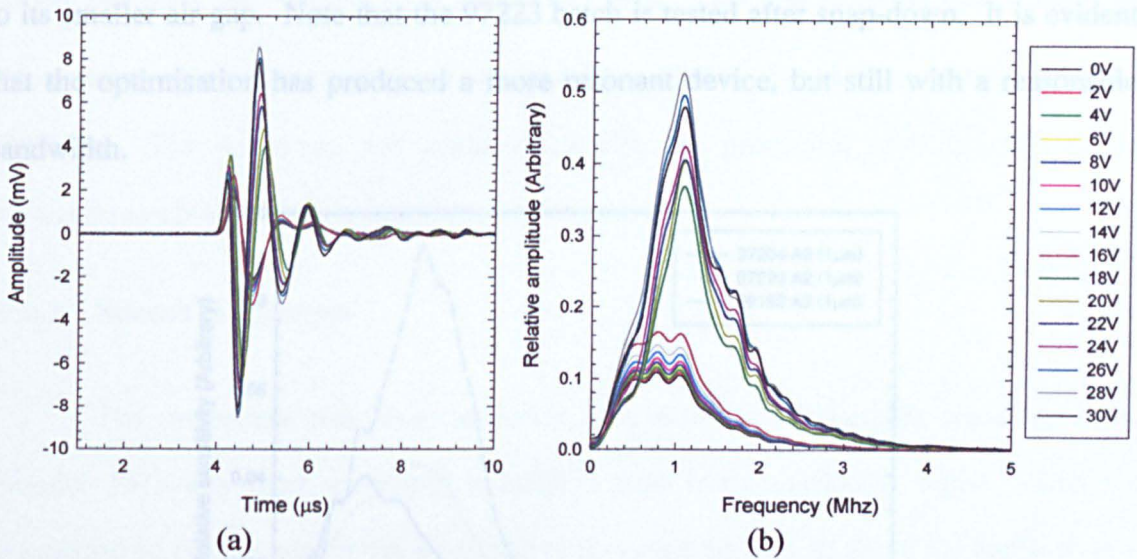 o its smaller air gap. Note that the 97223 batch is tested after snap-down. It is evident
hat the optimisation has produced a more resonant device, but still with a reasonable
bandwidth.
10
8
6
4
2
0
-2
-4
-6
-8
-10
Amplitude (mV)
2
4
6
8
10
Time (μs)
(a)
0.6
0.5
0.4
0.3
0.2
0.1
0.0
Relative amplitude (Arbitrary)
0
1
2
3
4
5
Frequency (Mhz)
(b)
0V
2V
4V
6V
8V
10V
12V
14V
16V
18V
20V
22V
24V
26V
28V
30V